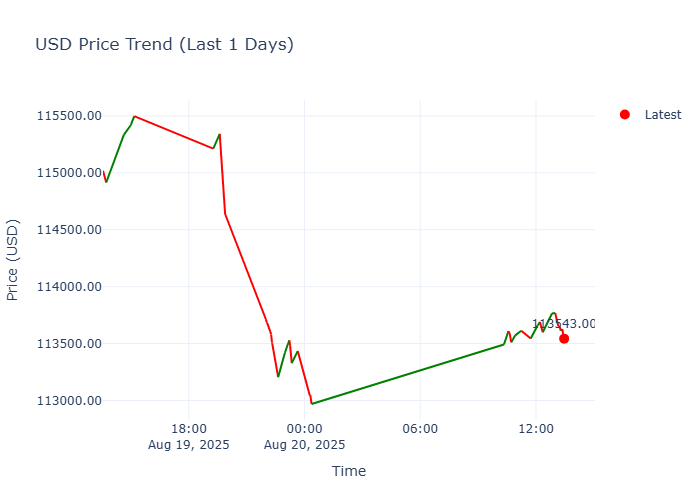 USD Price Trend (Last 1 Days)
Latest
115500.00
115000.00
114500.00
114000.00
113500.00
113000.00
Price (USD)
113543.00
18:00
Aug 19, 2025
00:00
Aug 20, 2025
06:00
12:00
Time